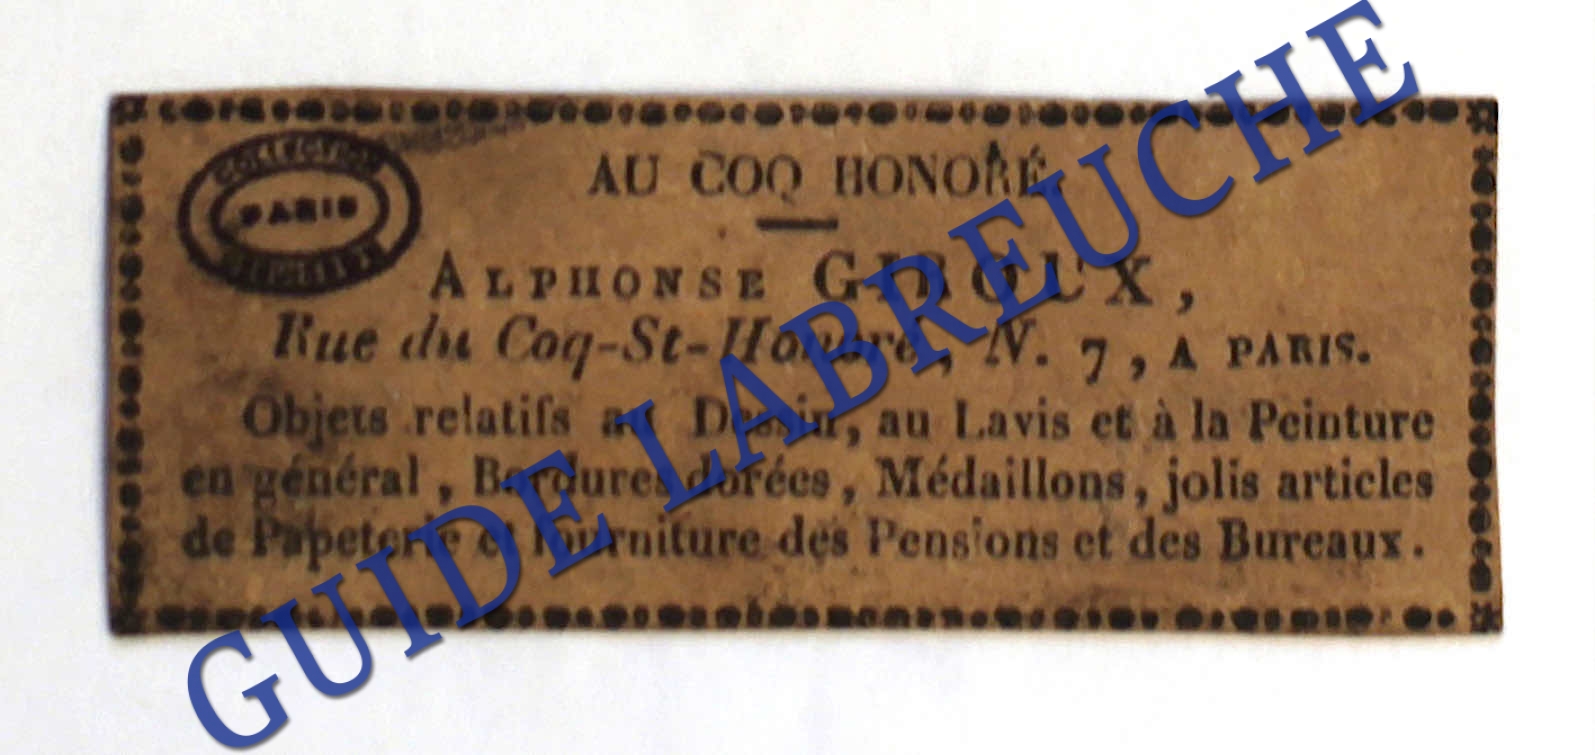 COLLECTION
PARIS
AU COQ HONORÉ,
ALPHONSE GIROUX,
Rue du Coq-St-Honoré, N. 7, A PARIS.
Objets relatifs au Dessin, au Lavis et à la Peinture
en général, Bordures dorées, Médaillons, jolis articles
de Papeterie et fourniture des Pensions et des Bureaux.
GUIDE LABREUCHE